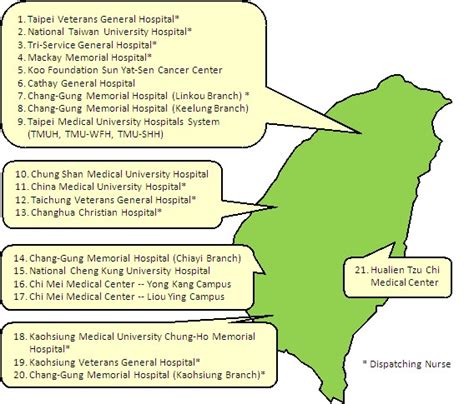 1. Taipei Veterans General Hospital*
2. National Taiwan University Hospital*
3. Tri-Service General Hospital*
4. Mackay Memorial Hospital*
5. Koo Foundation Sun Yat-Sen Cancer Center
6. Cathay General Hospital
7. Chang-Gung Memorial Hospital (Linkou Branch) *
8. Chang-Gung Memorial Hospital (Keelung Branch)
9. Taipei Medical University Hospitals System
(TMUH, TMU-WFH, TMU-SHH)
10. Chung Shan Medical University Hospital
11. China Medical University Hospital*
12. Taichung Veterans General Hospital*
13. Changhua Christian Hospital*
14. Chang-Gung Memorial Hospital (Chiayi Branch)
15. National Cheng Kung University Hospital
16. Chi Mei Medical Center -- Yong Kang Campus
17. Chi Mei Medical Center -- Liou Ying Campus
21. Hualien Tzu Chi
Medical Center
18. Kaohsiung Medical University Chung-Ho Memorial
Hospital*
19. Kaohsiung Veterans General Hospital*
20. Chang-Gung Memorial Hospital (Kaohsiung Branch)*
* Dispatching Nurse